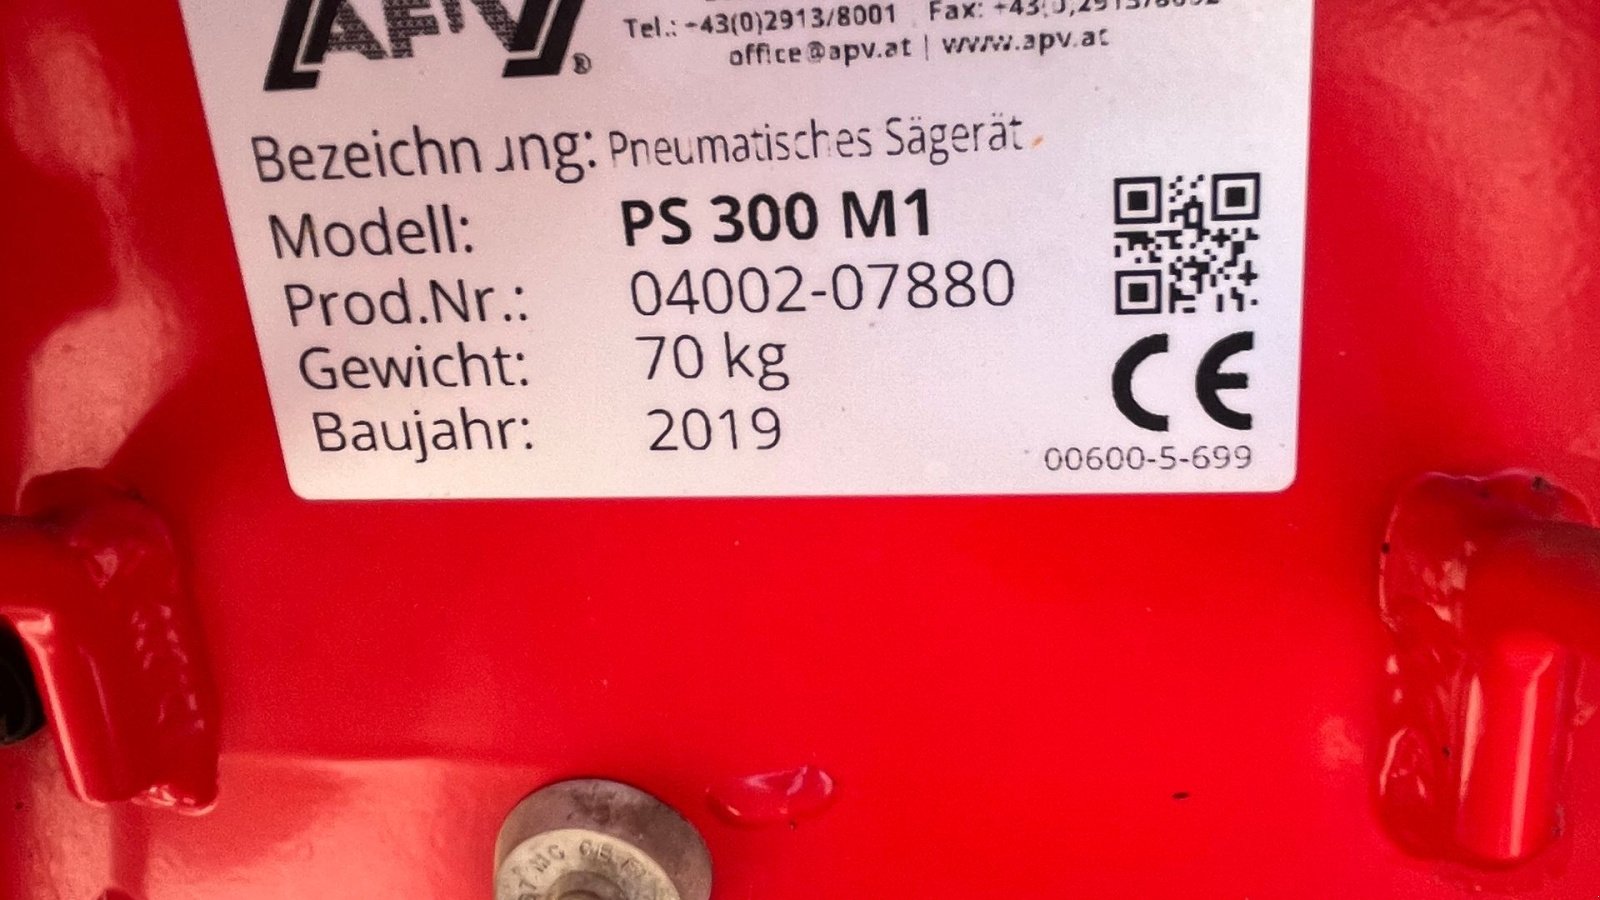 APV®
Tel.: +43(0)2913/8001 Fax:
office@apv.at | www.apv.at
Bezeichnung: Pneumatisches Sägerät
Modell: PS 300 M1
Prod.Nr.: 04002-07880
Gewicht: 70 kg
Baujahr: 2019
CE
00600-5-699